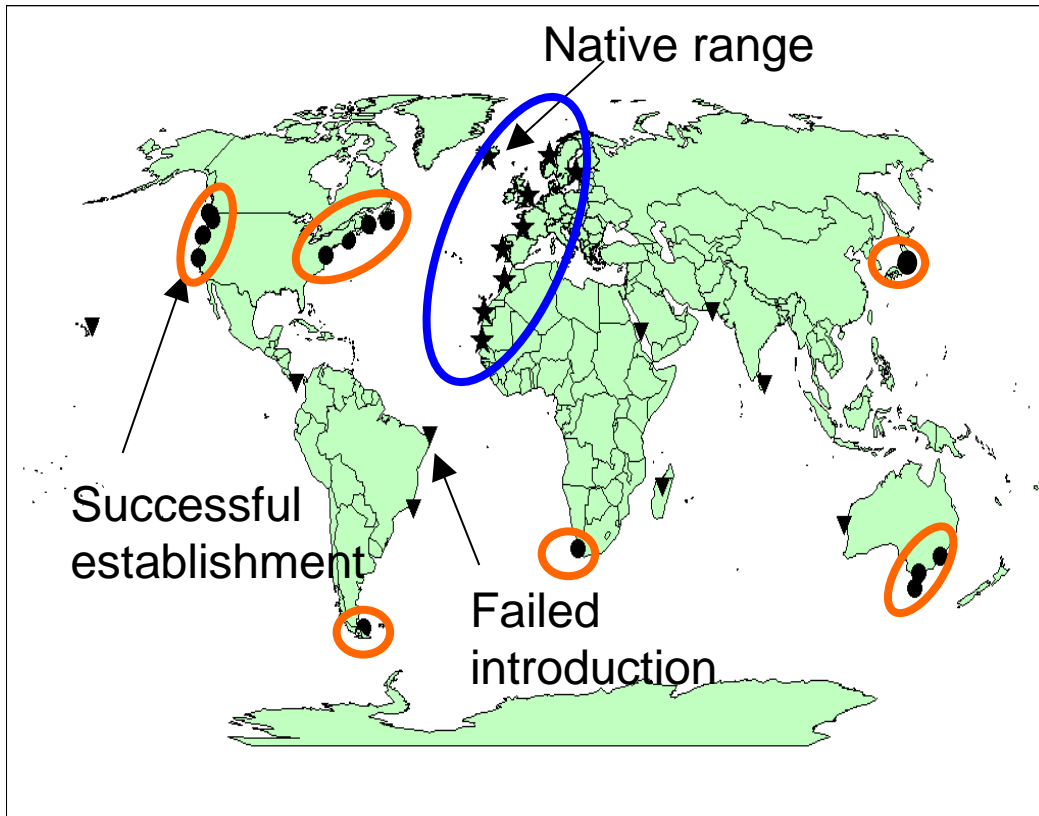 Native range
Successful
establishment
Failed
introduction